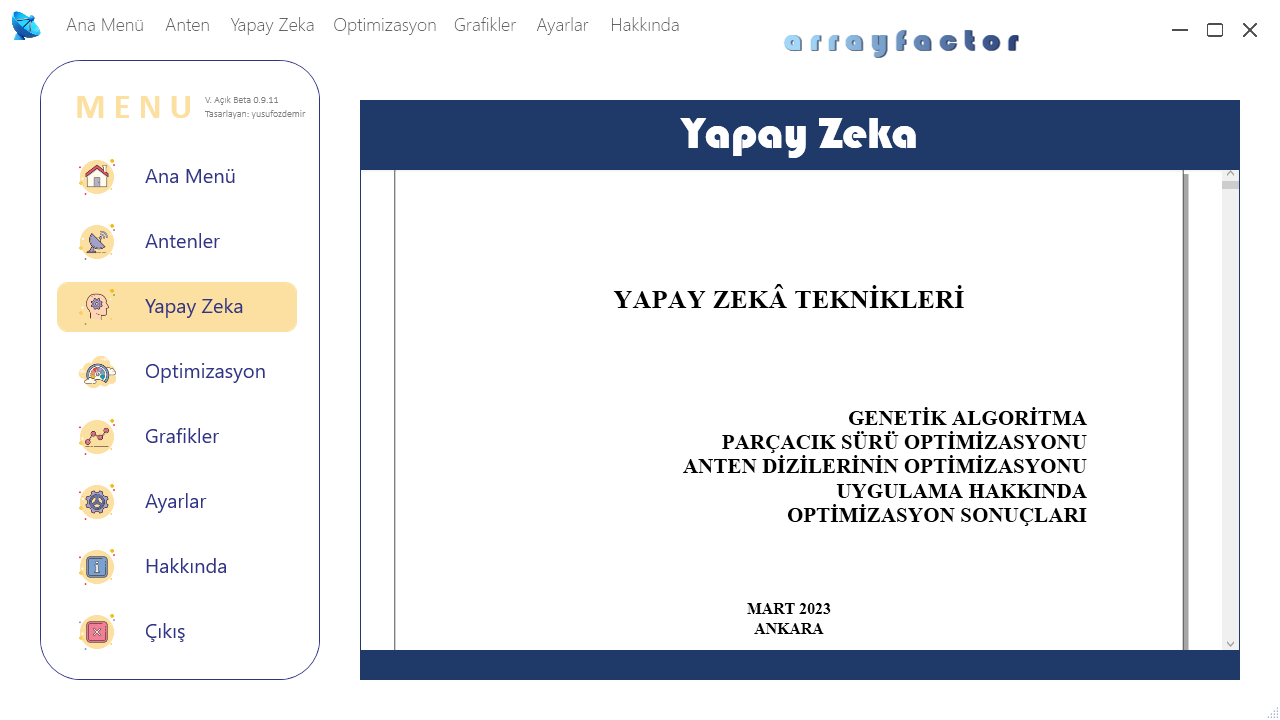 Ana Menü Anten Yapay Zeka Optimizasyon Grafikler Ayarlar Hakkında
arrayfactor
MENU
V. Açık Beta 0.9.11
Tasarlayan: yusufozdemir
Ana Menü
Antenler
Yapay Zeka
Optimizasyon
Grafikler
Ayarlar
Hakkında
Çıkış
Yapay Zeka
YAPAY ZEKÂ TEKNİKLERİ
GENETİK ALGORİTMA
PARÇACIK SÜRÜ OPTİMİZASYONU
ANTEN DİZİLERİNİN OPTİMİZASYONU
UYGULAMA HAKKINDA
OPTİMİZASYON SONUÇLARI
MART 2023
ANKARA